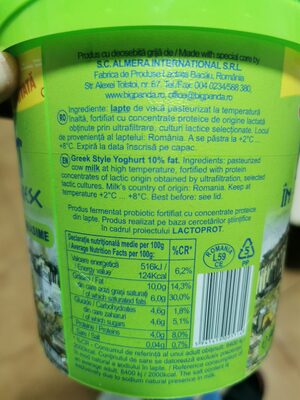 Produs cu deosebită grijă de / Made with special care by
S.C. ALMERA INTERNATIONAL S.R.L.
Fabrica de Produse Lactate Bacău, România
Str. Alexei Tolstoi, nr. 67. Tel./Fax: 004 0234/588 380
www.bigpanda.ro, office@bigpanda.ro
RO Ingrediente: lapte de vacă pasteurizat la temperatură
înaltă, fortifiat cu concentrate proteice de origine lactată
obținute prin ultrafiltrare, culturi lactice selecționate. Locul
de proveniență al laptelui: România. A se păstra la +2°C ...
+8°C. Expiră la data înscrisă pe capac.
EN Greek Style Yoghurt 10% fat. Ingredients: pasteurized
cow milk at high temperature, fortified with protein
concentrates of lactic origin obtained by ultrafiltration, selected
lactic cultures. Milk's country of origin: Romania. Keep at
temperature +2°C ... +8°C. Best before: see lid.
Produs fermentat probiotic fortifiat cu concentrate proteice
din lapte. Produs realizat pe baza cercetărilor științifice
în cadrul proiectului LACTOPROT.
Declarația nutrițională medie per 100g
/ Average Nutrition Facts per 100g:
%CR*
Valoare energetică
/ Energy value
516KJ /
124Kcal
6,2%
Grăsimi / Fat
10,0g
14,3%
din care acizi grași saturați
/ of which saturated fats
6,0g
30,0%
Glucide / Carbohydrates
4,6g
1,8%
din care zaharuri
/ of which sugars
4,6g
5,1%
Proteine / Proteins
4,0g
8,0%
0,04g
0,7%
ROMANIA
L59
CE
5
PP